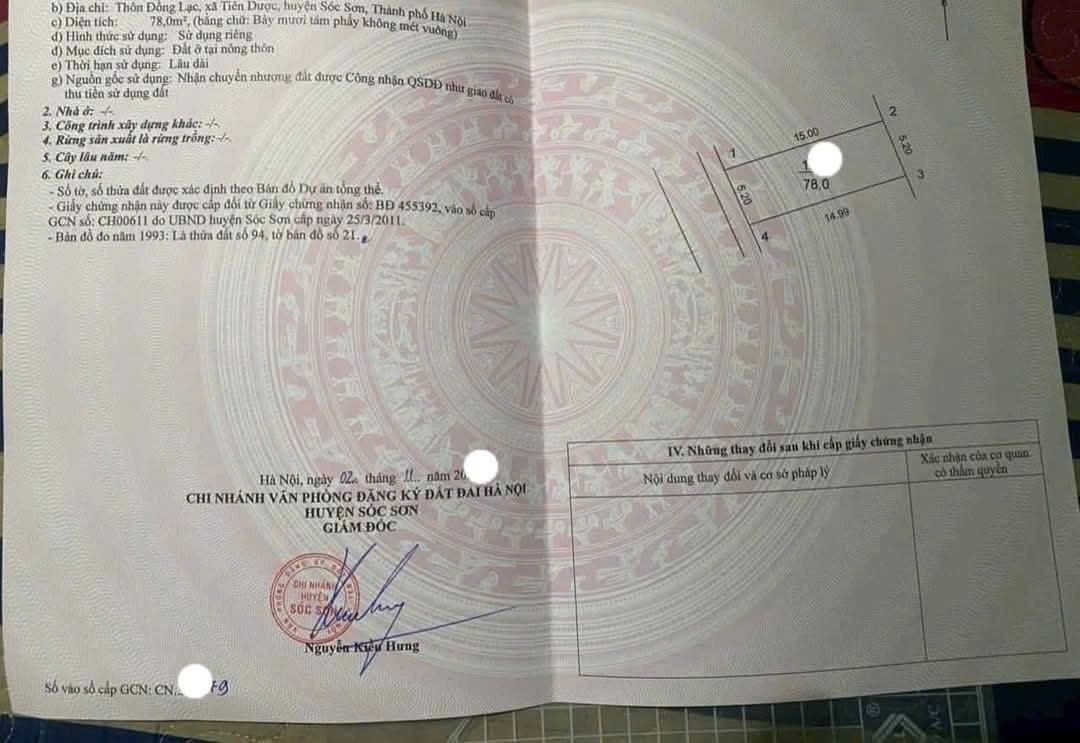 b) Địa chỉ: Thôn Đồng Lạc, xã Tiên Dược, huyện Sóc Sơn, Thành phố Hà Nội
c) Diện tích: 78,0m², (bằng chữ: Bảy mươi tám phẩy không mét vuông)
d) Hình thức sử dụng: Sử dụng riêng
đ) Mục đích sử dụng: Đất ở tại nông thôn
e) Thời hạn sử dụng: Lâu dài
g) Nguồn gốc sử dụng: Nhận chuyển nhượng đất được Công nhận QSDĐ như giao đất có
thu tiền sử dụng đất
2. Nhà ở: -/-.
3. Công trình xây dựng khác: -/-.
4. Rừng sản xuất là rừng trồng: -/-.
5. Cây lâu năm: -/-.
6. Ghi chú:
- Số tờ, số thửa đất được xác định theo Bản đồ Dự án tổng thể.
- Giấy chứng nhận này được cấp đổi từ Giấy chứng nhận số: BĐ 455392, vào sổ cấp
GCN số: CH00611 do UBND huyện Sóc Sơn cấp ngày 25/3/2011.
- Bản đồ đo năm 1993: Là thửa đất số 94, tờ bản đồ số 21.
1
15.00
2
5.20
3
14.99
4
5.20
1
78.0
Hà Nội, ngày 02 tháng 11 năm 20
CHI NHÁNH VĂN PHÒNG ĐĂNG KÝ ĐẤT ĐAI HÀ NỘI
HUYỆN SÓC SƠN
GIÁM ĐỐC
CHI NHÁNH
HUYỆN
SÓC SƠN
Nguyễn Kiều Hưng
Số vào sổ cấp GCN: CN 79
IV. Những thay đổi sau khi cấp giấy chứng nhận
Nội dung thay đổi và cơ sở pháp lý
Xác nhận của cơ quan
có thẩm quyền
A/C